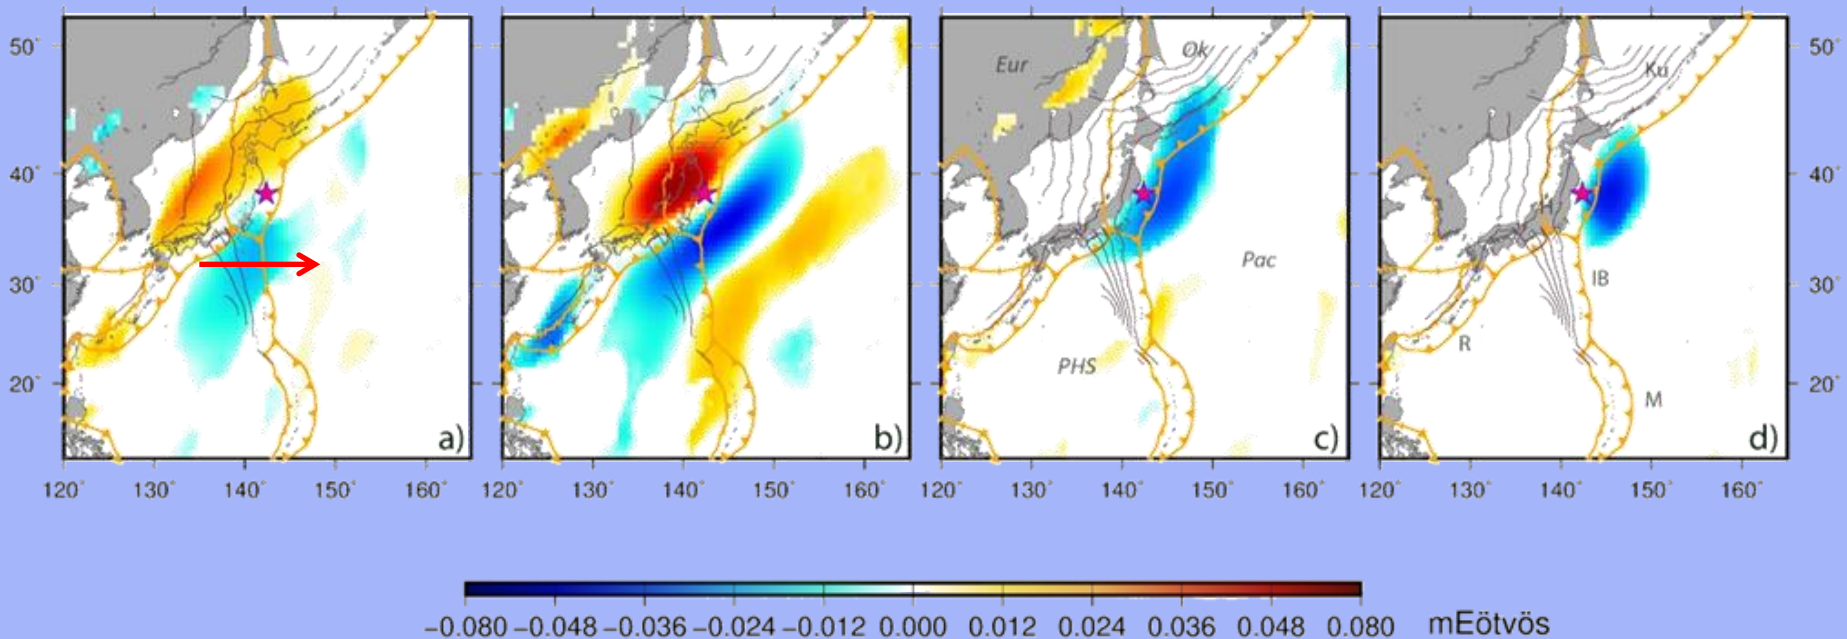 50° 50°
Eur Ok Ku
40° 40°
H
30° Pac IB 30°
R
PHS
20° M 20°
a) b) c) d)
120° 130° 140° 150° 160° 120° 130° 140° 150° 160° 120° 130° 140° 150° 160° 120° 130° 140° 150° 160°
−0.080 −0.048 −0.036 −0.024 −0.012 0.000 0.012 0.024 0.036 0.048 0.080 mEötvös